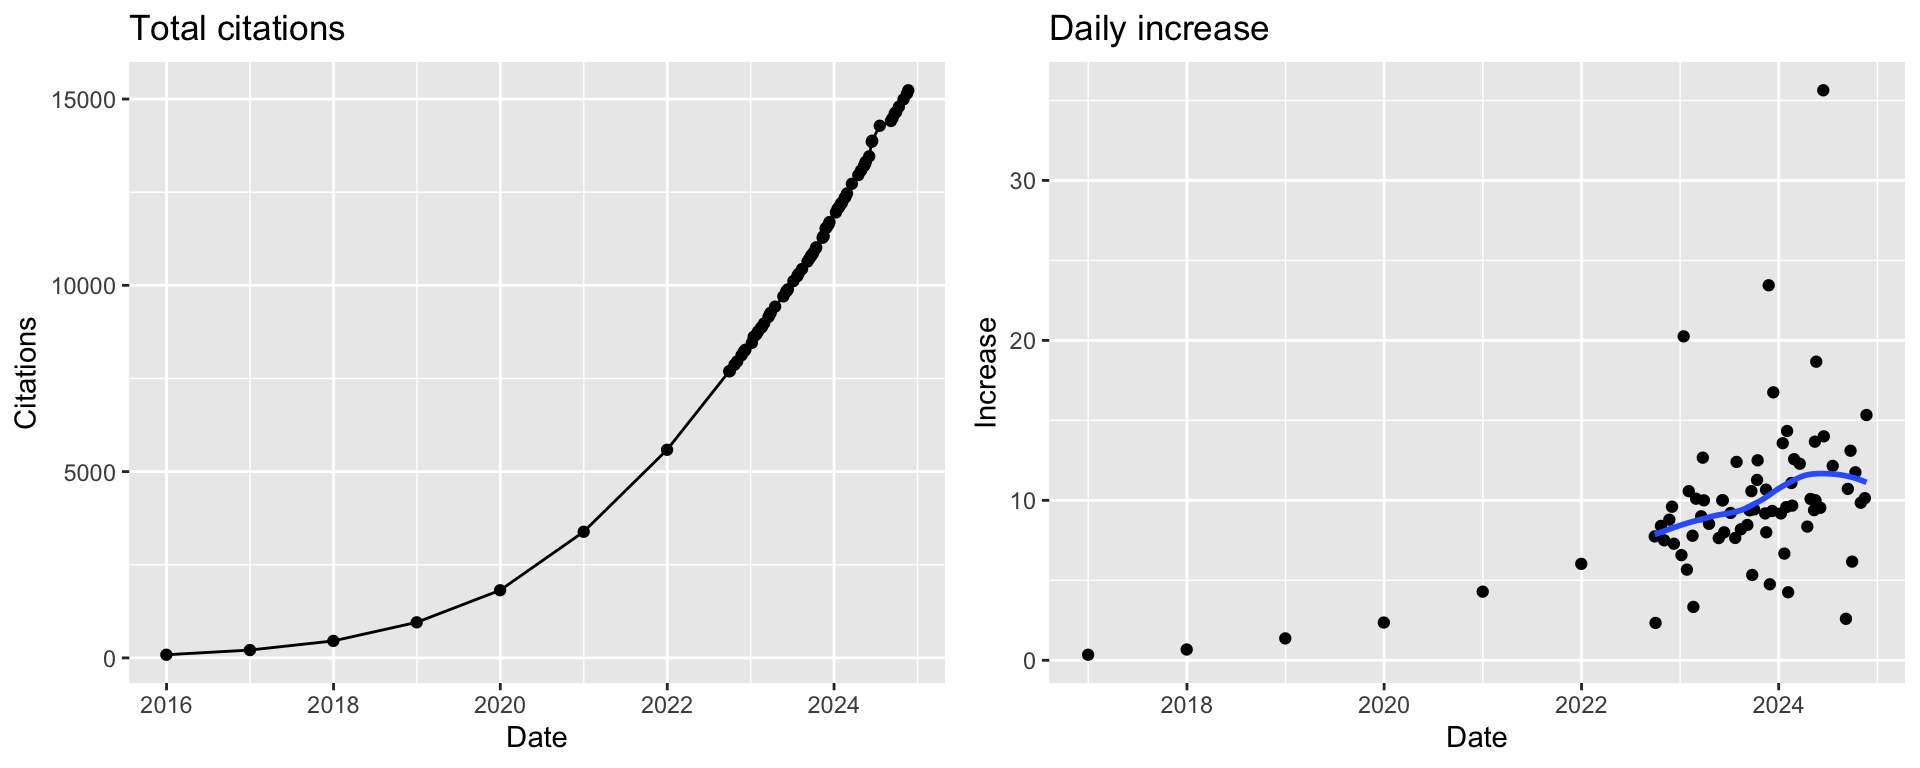 Total citations
15000
10000
5000
0
Citations
2016 2018 2020 2022 2024
Date
Daily increase
30
20
10
0
Increase
2018 2020 2022 2024
Date